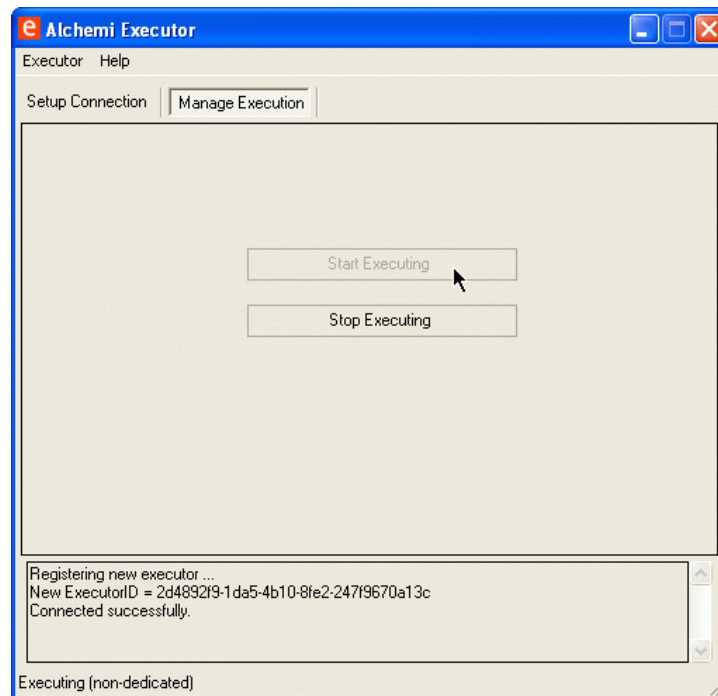 e Alchemi Executor
Executor Help
Setup Connection Manage Execution
Start Executing
Stop Executing
Registering new executor ...
New ExecutorID = 2d4892f9-1da5-4b10-8fe2-247f9670a13c
Connected successfully.
Executing (non-dedicated)